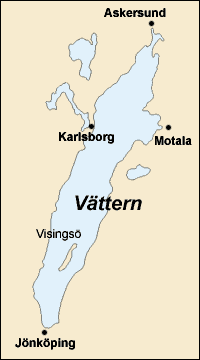 Askersund
Karlsborg
Motala
Vättern
Visingsö
Jönköping